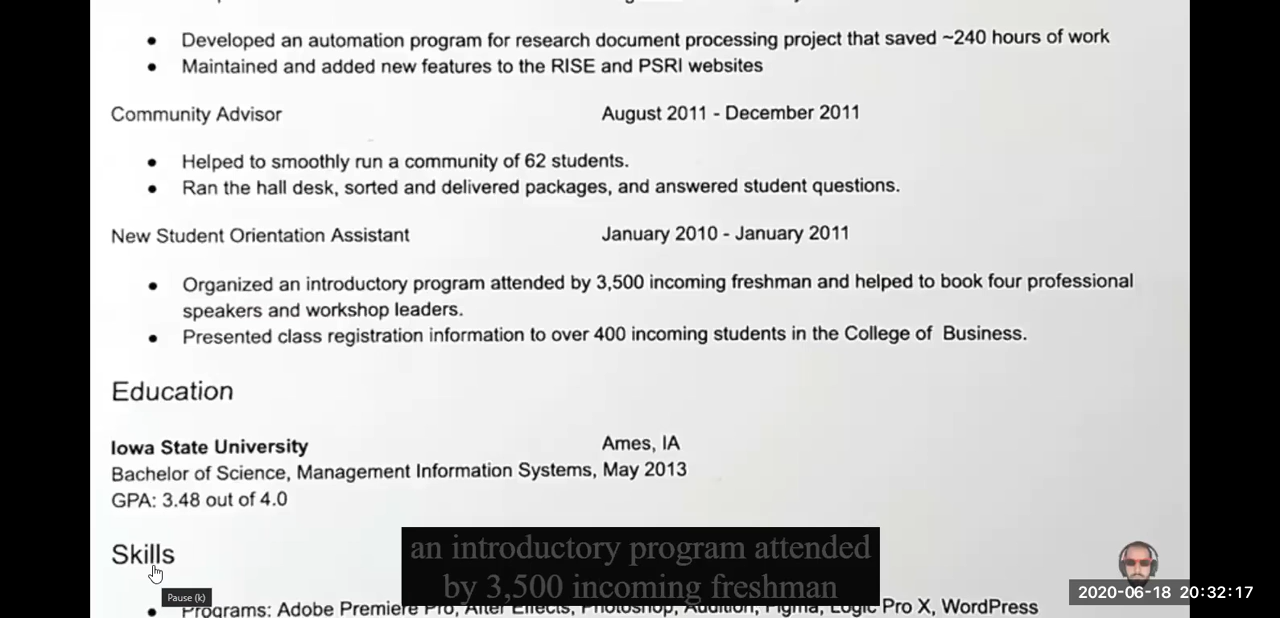 Developed an automation program for research document processing project that saved ~240 hours of work
Maintained and added new features to the RISE and PSRI websites
Community Advisor August 2011 - December 2011
Helped to smoothly run a community of 62 students.
Ran the hall desk, sorted and delivered packages, and answered student questions.
New Student Orientation Assistant January 2010 - January 2011
Organized an introductory program attended by 3,500 incoming freshman and helped to book four professional
speakers and workshop leaders.
Presented class registration information to over 400 incoming students in the College of Business.
Education
Iowa State University Ames, IA
Bachelor of Science, Management Information Systems, May 2013
GPA: 3.48 out of 4.0
Skills
an introductory program attended
by 3,500 incoming freshman
Pause (k)
2020-06-18 20:32:17
Programs: Adobe Premiere Pro, After Effects, Photoshop, Audition, Figma, Logic Pro X, WordPress